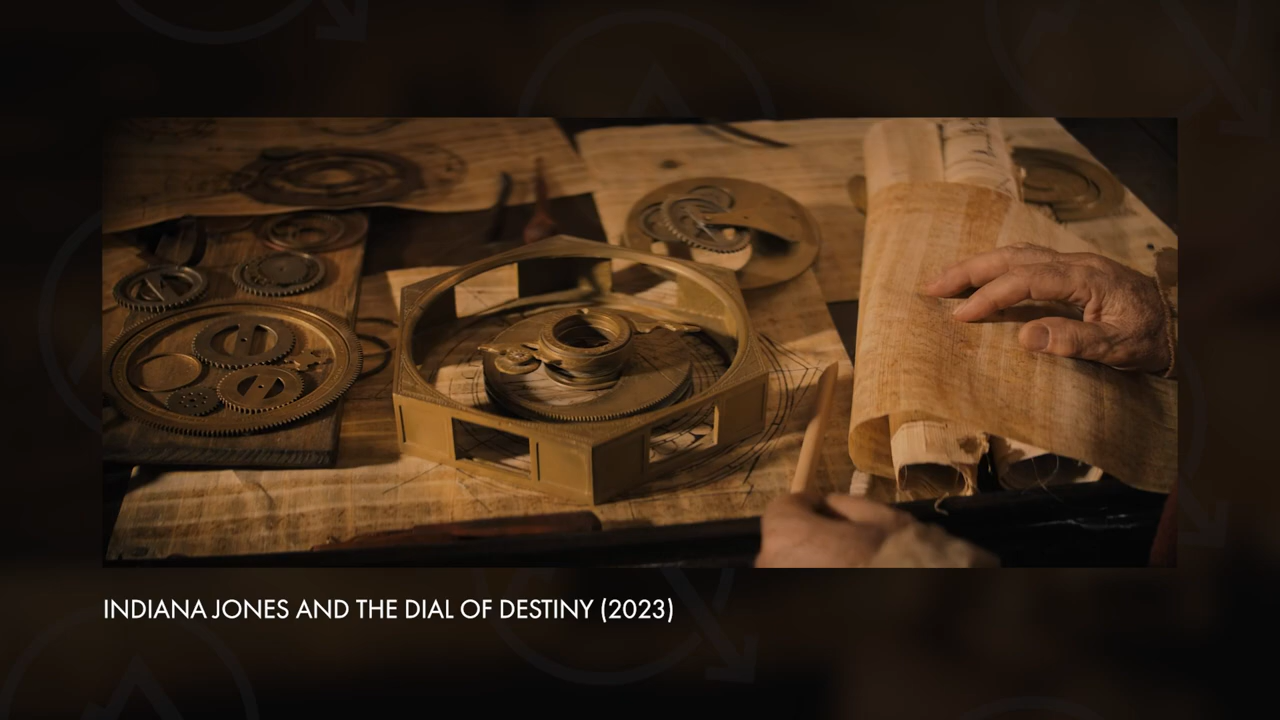 INDIANA JONES AND THE DIAL OF DESTINY (2023)